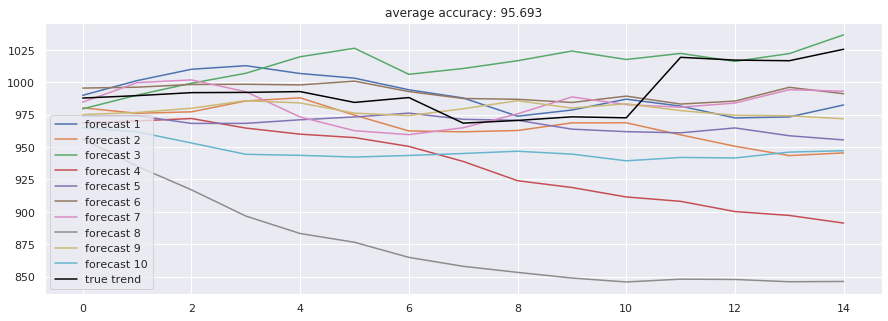 average accuracy: 95.693
1025
1000
975
950
925
900
875
850
forecast 1
forecast 2
forecast 3
forecast 4
forecast 5
forecast 6
forecast 7
forecast 8
forecast 9
forecast 10
true trend
0 2 4 6 8 10 12 14